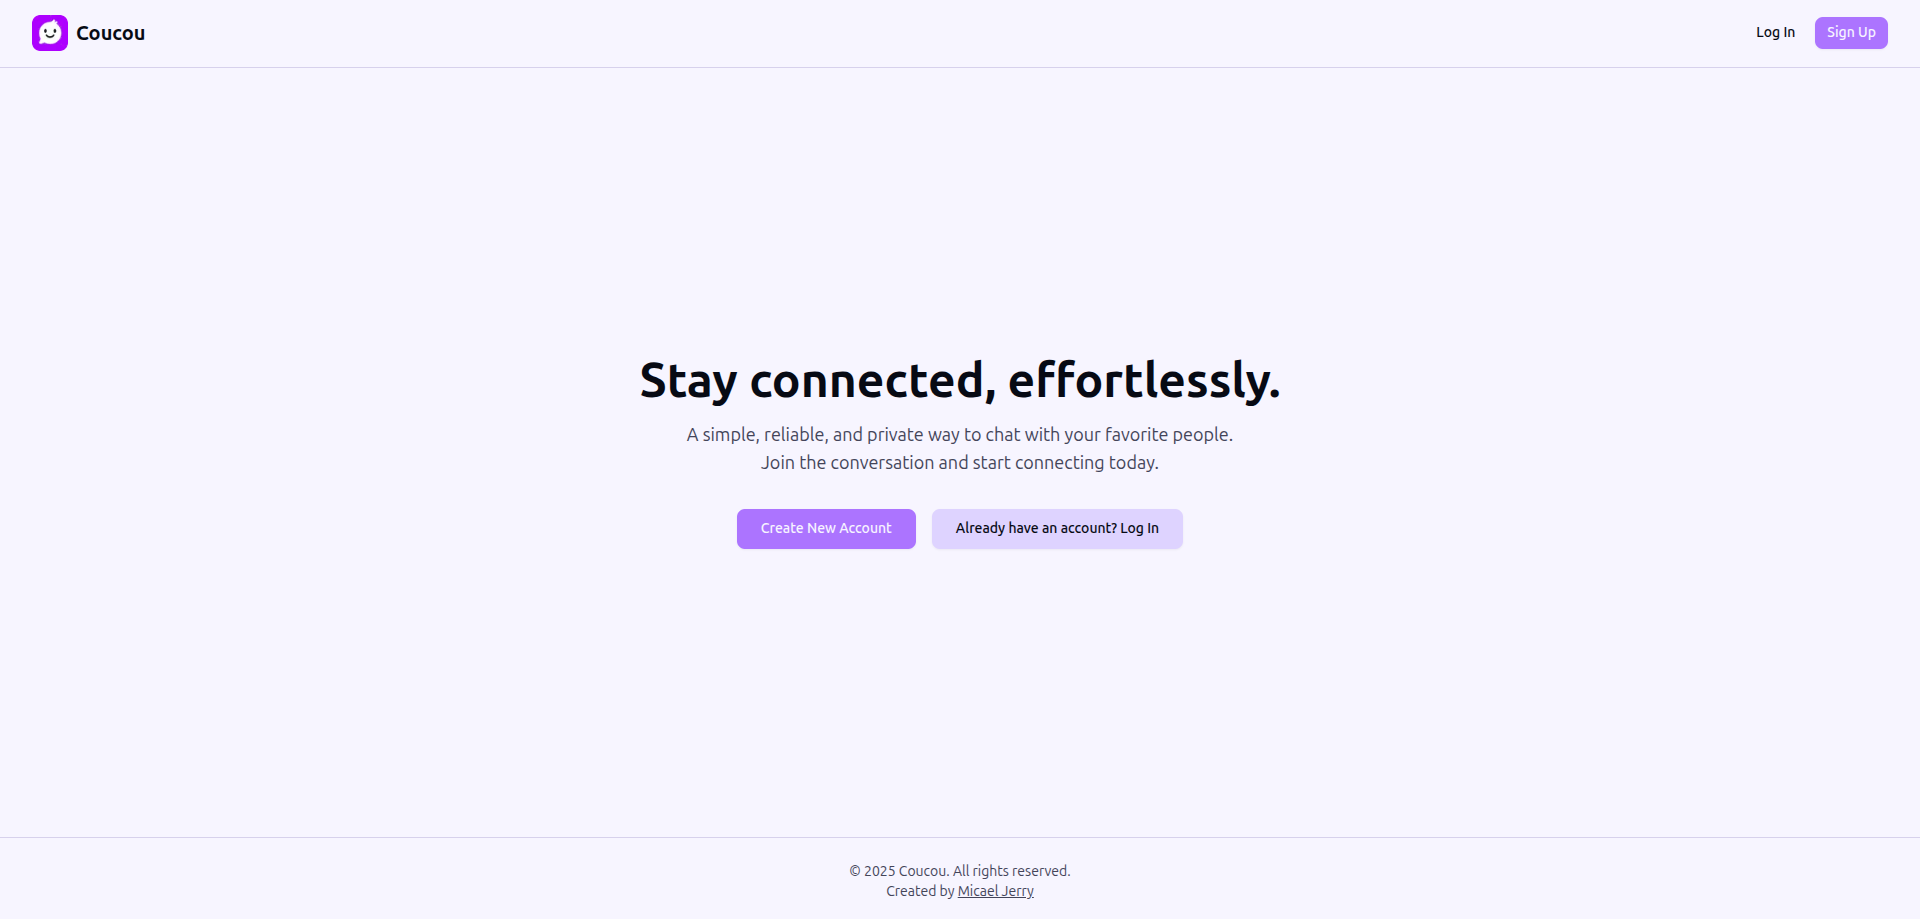 Coucou
Log In
Sign Up
Stay connected, effortlessly.
A simple, reliable, and private way to chat with your favorite people.
Join the conversation and start connecting today.
Create New Account
Already have an account? Log In
© 2025 Coucou. All rights reserved.
Created by Micael Jerry